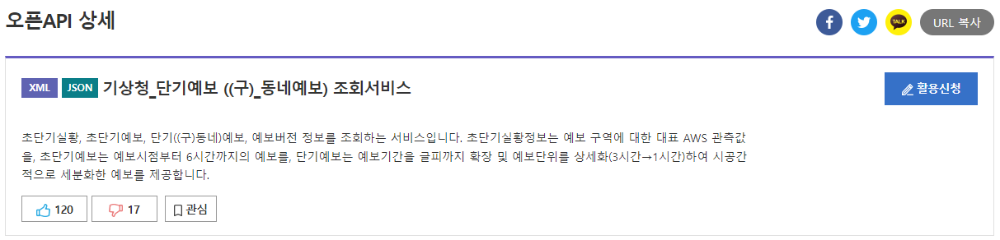 오픈API 상세
TALK
URL 복사
XML JSON 기상청_단기예보 ((구)_동네예보) 조회서비스
활용신청
초단기실황, 초단기예보, 단기((구)동네)예보, 예보버전 정보를 조회하는 서비스입니다. 초단기실황정보는 예보 구역에 대한 대표 AWS 관측값
을, 초단기예보는 예보시점부터 6시간까지의 예보를, 단기예보는 예보기간을 글피까지 확장 및 예보단위를 상세화(3시간→1시간)하여 시공간
적으로 세분화한 예보를 제공합니다.
120 17 관심